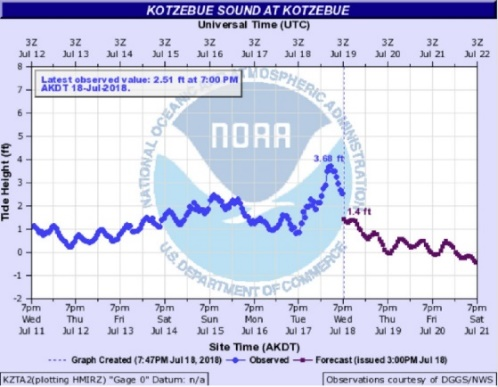 KOTZEBUE SOUND AT KOTZEBUE
Universal Time (UTC)
3Z 3Z 3Z 3Z 3Z 3Z 3Z 3Z 3Z 3Z 3Z
Jul 12 Jul 13 Jul 14 Jul 15 Jul 16 Jul 17 Jul 18 Jul 19 Jul 20 Jul 21 Jul 22
Latest observed value: 2.51 ft at 7:00 PM
AKDT 18-Jul-2018.
NATIONAL OCEANIC AND ATMOSPHERIC ADMINISTRATION
NOAA
U.S. DEPARTMENT OF COMMERCE
Tide Height (ft)
8
7
6
5
4
3
2
1
0
-1
-2
3.68 ft
1.4 ft
7pm 7pm 7pm 7pm 7pm 7pm 7pm 7pm 7pm 7pm 7pm
Wed Thu Fri Sat Sun Mon Tue Wed Thu Fri Sat
Jul 11 Jul 12 Jul 13 Jul 14 Jul 15 Jul 16 Jul 17 Jul 18 Jul 19 Jul 20 Jul 21
Site Time (AKDT)
Graph Created (7:47PM Jul 18, 2018) Observed Forecast (issued 3:00PM Jul 18)
KZTA2(plotting HMIRZ) "Gage 0" Datum: n/a Observations courtesy of DGGS/NWS